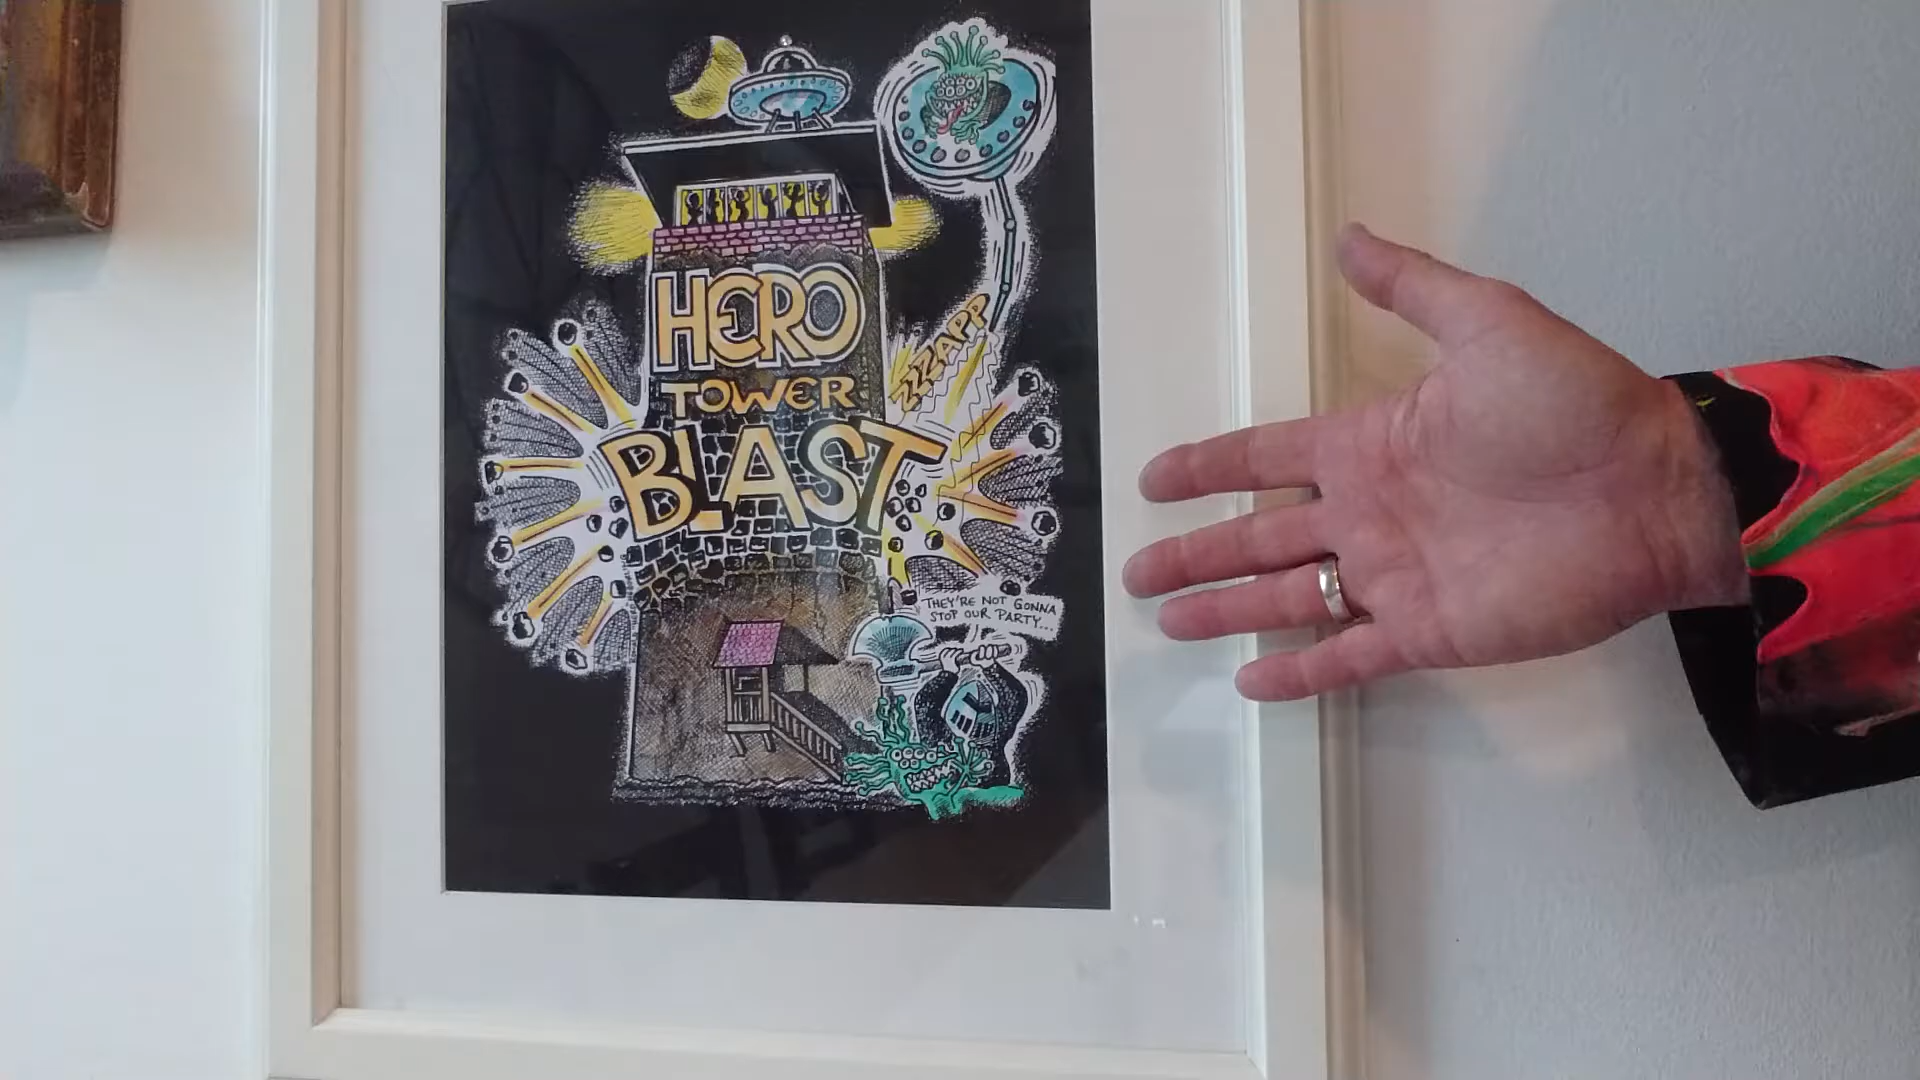 HERO
TOWER
BLAST
ZZZAPP
THEY'RE NOT GONNA
STOP OUR PARTY...